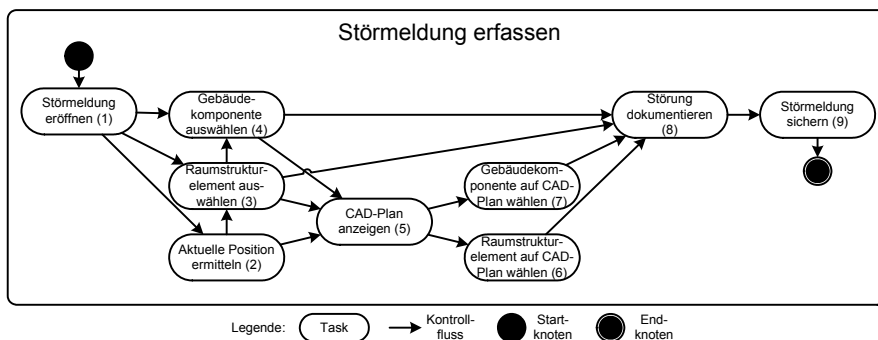 Störmeldung erfassen
Störmeldung
eröffnen (1)
Gebäude-
komponente
auswählen (4)
Störung
dokumentieren
(8)
Störmeldung
sichern (9)
Raumstruktur-
element aus-
wählen (3)
Gebäudekom-
ponente auf CAD-
Plan wählen (7)
CAD-Plan
anzeigen (5)
Aktuelle Position
ermitteln (2)
Raumstruktur-
element auf CAD-
Plan wählen (6)
Legende:
Task
Kontroll-
fluss
Start-
knoten
End-
knoten